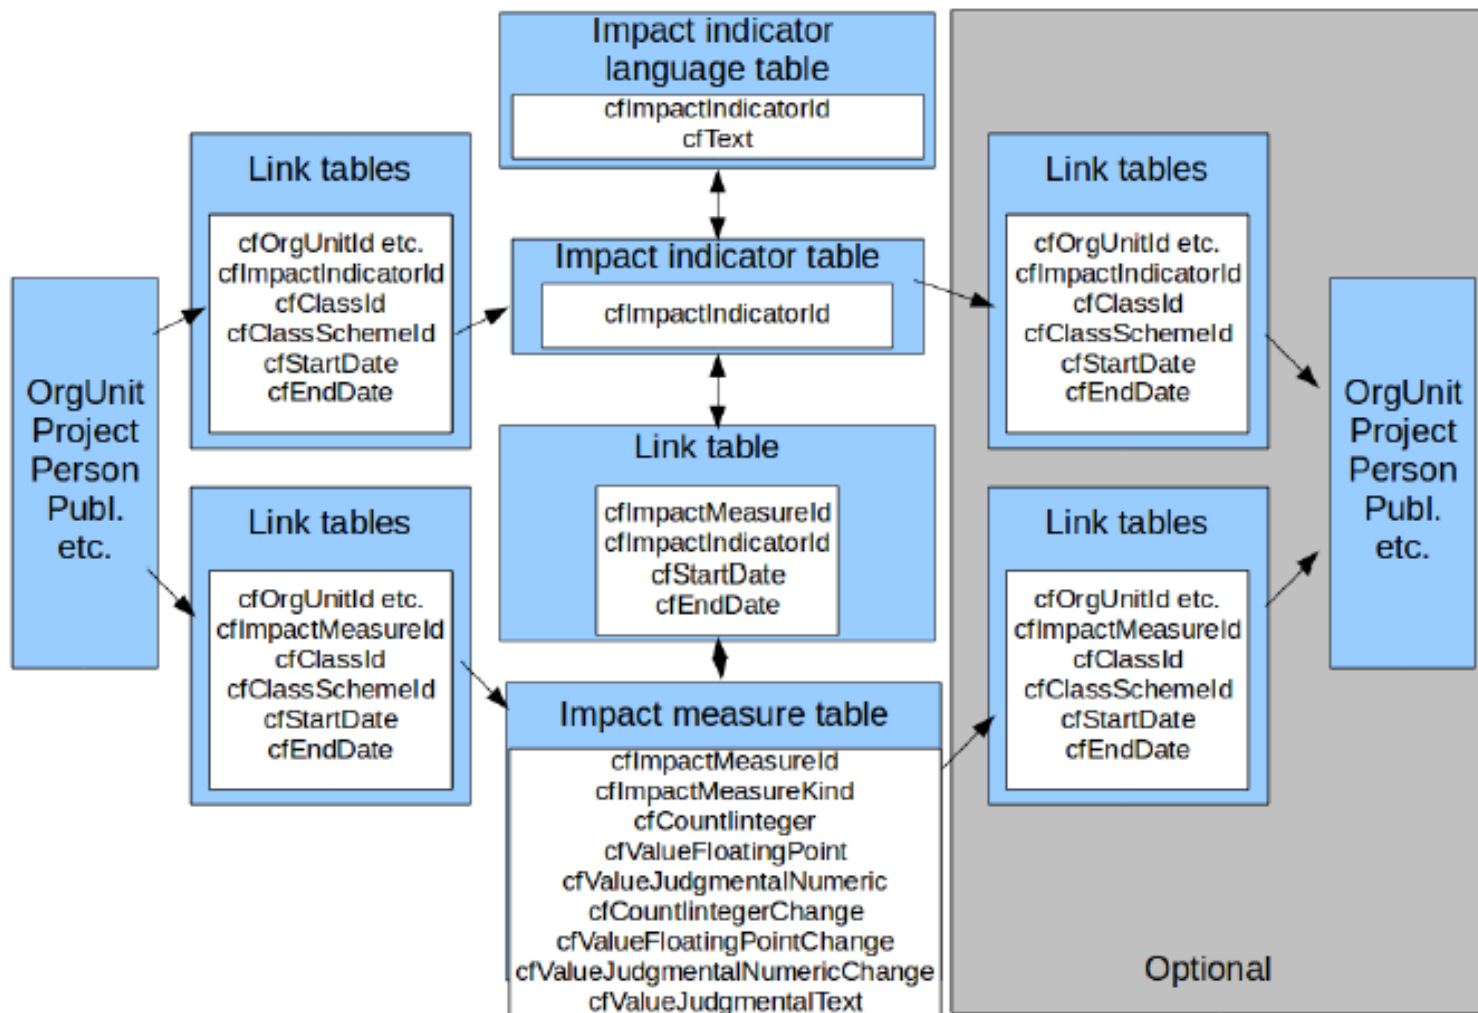 Impact indicator
language table
cfImpactIndicatorId
cfText
Link tables
cfOrgUnitId etc.
cfImpactIndicatorId
cfClassId
cfClassSchemeId
cfStartDate
cfEndDate
Impact indicator table
cfImpactIndicatorId
Link tables
cfOrgUnitId etc.
cfImpactIndicatorId
cfClassId
cfClassSchemeId
cfStartDate
cfEndDate
OrgUnit
Project
Person
Publ.
etc.
Link table
cfImpactMeasureId
cfImpactIndicatorId
cfStartDate
cfEndDate
OrgUnit
Project
Person
Publ.
etc.
Link tables
cfOrgUnitId etc.
cfImpactMeasureId
cfClassId
cfClassSchemeId
cfStartDate
cfEndDate
Impact measure table
cfImpactMeasureId
cfImpactMeasureKind
cfCountIinteger
cfValueFloatingPoint
cfValueJudgmentalNumeric
cfCountIintegerChange
cfValueFloatingPointChange
cfValueJudgmentalNumericChange
cfValueJudgmentalText
Link tables
cfOrgUnitId etc.
cfImpactMeasureId
cfClassId
cfClassSchemeId
cfStartDate
cfEndDate
Optional